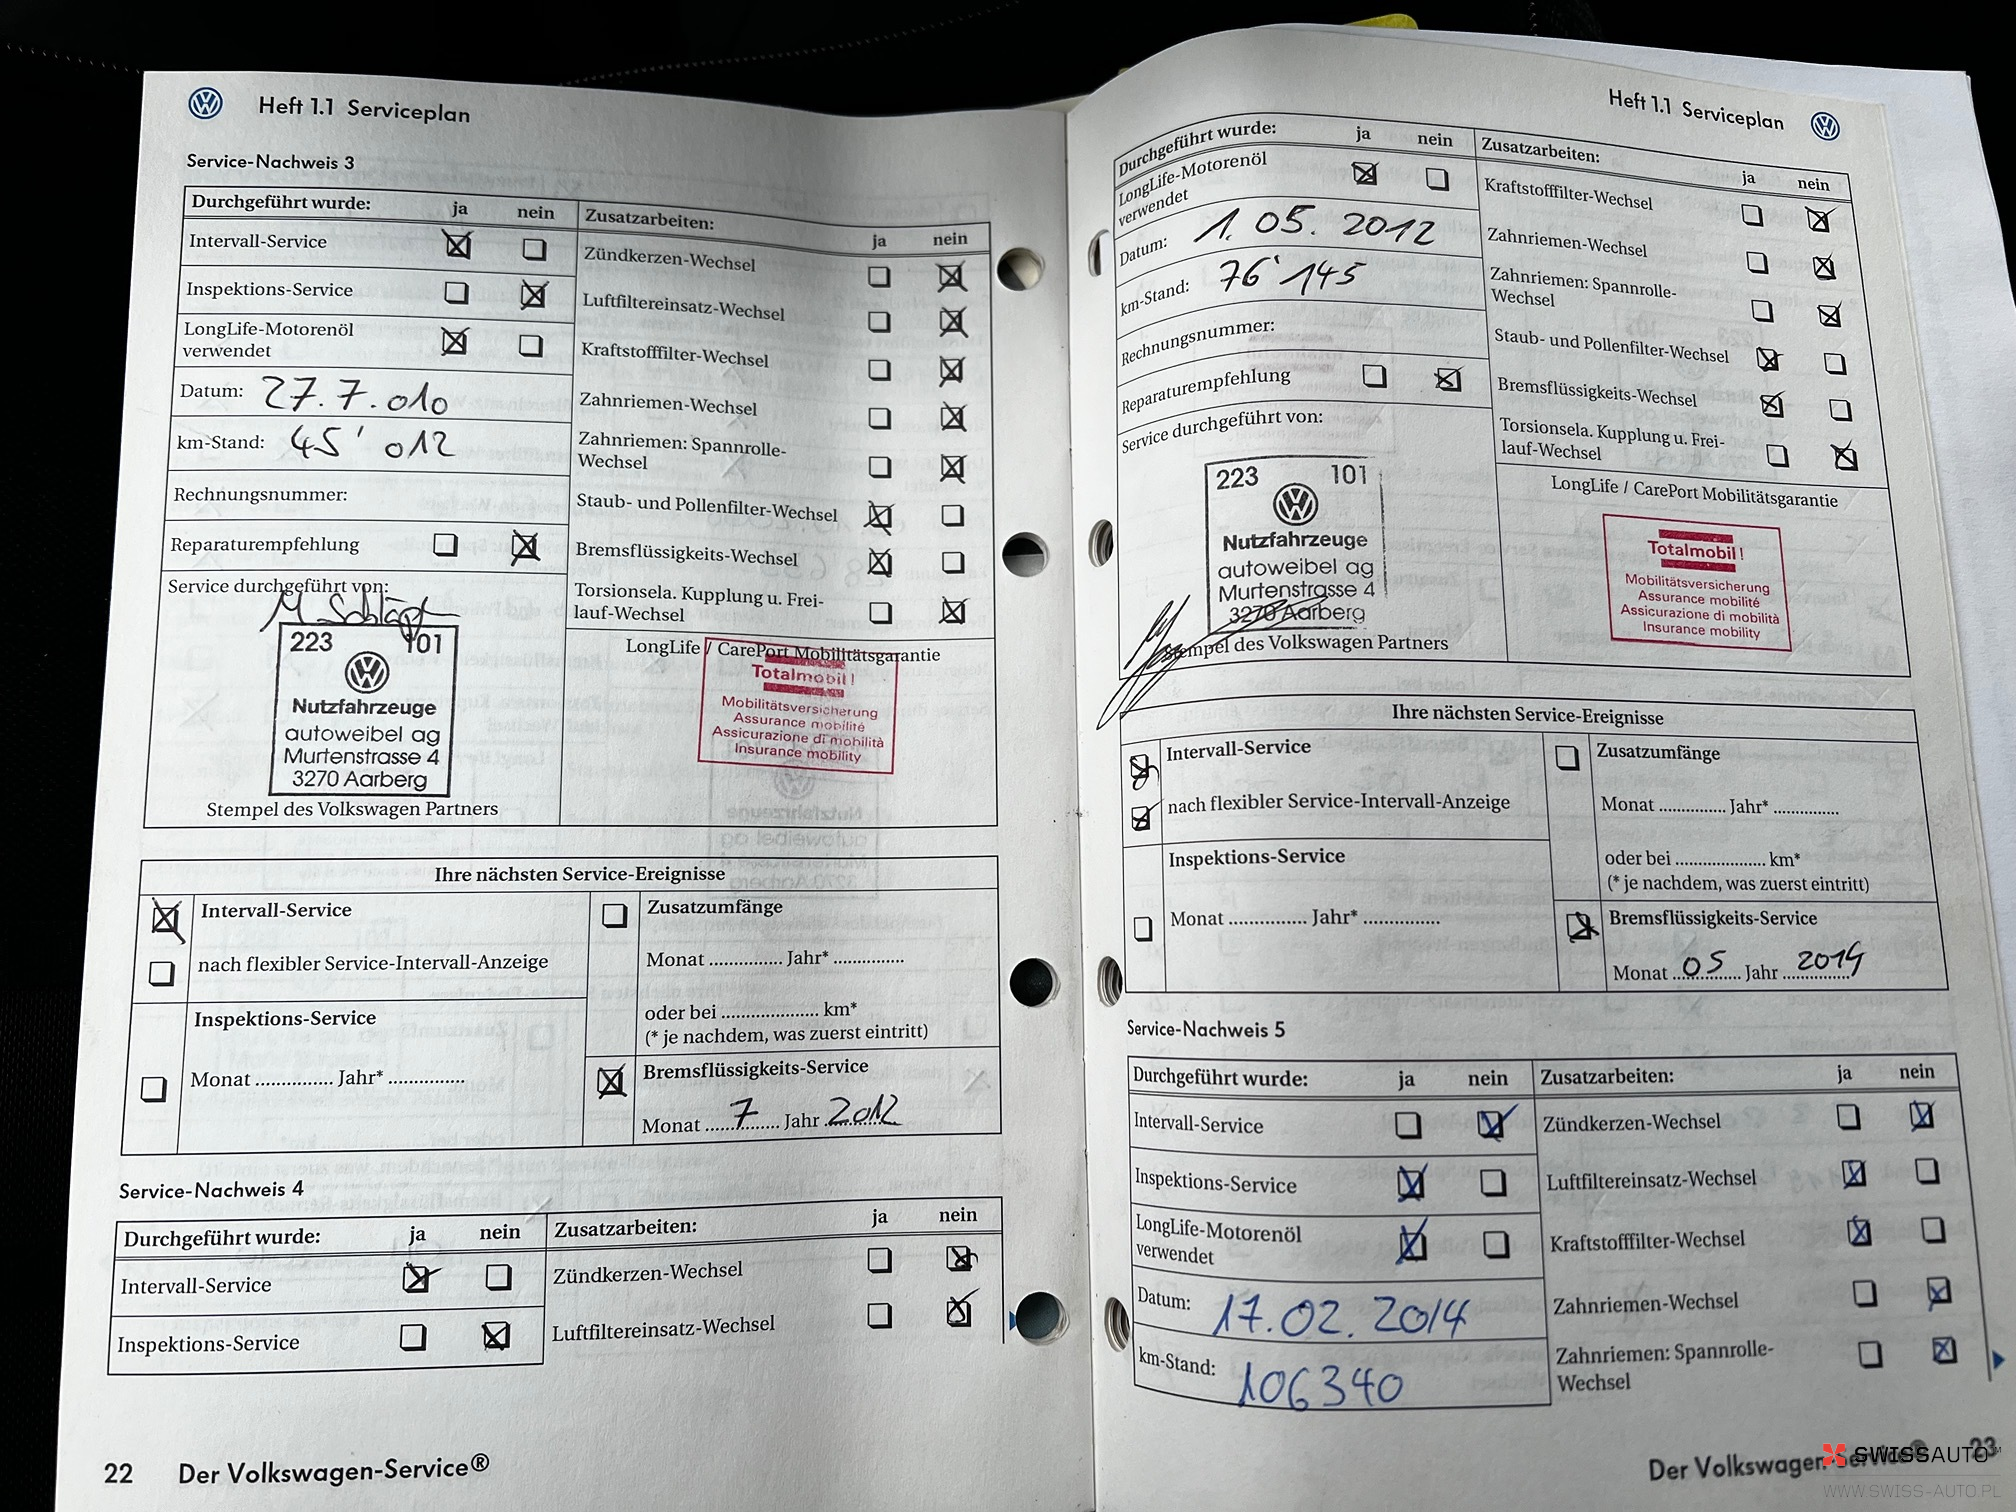 Heft 1.1 Serviceplan
Service-Nachweis 3
Durchgeführt wurde: ja nein
Intervall-Service
Inspektions-Service
LongLife-Motorenöl
verwendet
Datum: 27.7.010
km-Stand: 45'012
Rechnungsnummer:
Reparaturempfehlung
Service durchgeführt von:
223 101
Nutzfahrzeuge
autoweibel ag
Murtenstrasse 4
3270 Aarberg
Stempel des Volkswagen Partners
Zusatzarbeiten:
ja nein
Zündkerzen-Wechsel
Luftfiltereinsatz-Wechsel
Kraftstofffilter-Wechsel
Zahnriemen-Wechsel
Zahnriemen: Spannrolle-
Wechsel
Staub- und Pollenfilter-Wechsel
Bremsflüssigkeits-Wechsel
Torsionsela. Kupplung u. Frei-
lauf-Wechsel
LongLife / CarePort Mobilitätsgarantie
Totalmobil!
Mobilitätsversicherung
Assurance mobilité
Assicurazione di mobilità
Insurance mobility
Ihre nächsten Service-Ereignisse
Intervall-Service
nach flexibler Service-Intervall-Anzeige
Inspektions-Service
Monat .............. Jahr* ..............
Zusatzumfänge
Monat .............. Jahr* ..............
oder bei .................... km*
(* je nachdem, was zuerst eintritt)
Bremsflüssigkeits-Service
Monat 7 Jahr 2012
Service-Nachweis 4
Durchgeführt wurde: ja nein
Intervall-Service
Inspektions-Service
Zusatzarbeiten: ja nein
Zündkerzen-Wechsel
Luftfiltereinsatz-Wechsel
22 Der Volkswagen-Service®
Heft 1.1 Serviceplan
Durchgeführt wurde: ja nein
LongLife-Motorenöl
verwendet
Datum: 1.05.2012
km-Stand: 76'145
Rechnungsnummer:
Reparaturempfehlung
Service durchgeführt von:
223 101
Nutzfahrzeuge
autoweibel ag
Murtenstrasse 4
3270 Aarberg
Stempel des Volkswagen Partners
Zusatzarbeiten:
ja nein
Kraftstofffilter-Wechsel
Zahnriemen-Wechsel
Zahnriemen: Spannrolle-
Wechsel
Staub- und Pollenfilter-Wechsel
Bremsflüssigkeits-Wechsel
Torsionsela. Kupplung u. Frei-
lauf-Wechsel
LongLife / CarePort Mobilitätsgarantie
Totalmobil!
Mobilitätsversicherung
Assurance mobilité
Assicurazione di mobilità
Insurance mobility
Ihre nächsten Service-Ereignisse
Intervall-Service
nach flexibler Service-Intervall-Anzeige
Inspektions-Service
Monat .............. Jahr* ..............
Zusatzumfänge
Monat ............. Jahr* .............
oder bei .................. km*
(* je nachdem, was zuerst eintritt)
Bremsflüssigkeits-Service
Monat 05 Jahr 2014
Service-Nachweis 5
Durchgeführt wurde: ja nein
Intervall-Service
Inspektions-Service
LongLife-Motorenöl
verwendet
Datum: 17.02.2014
km-Stand: 106340
Zusatzarbeiten: ja nein
Zündkerzen-Wechsel
Luftfiltereinsatz-Wechsel
Kraftstofffilter-Wechsel
Zahnriemen-Wechsel
Zahnriemen: Spannrolle-
Wechsel
Der Volkswagen-Service® 23
SWISSAUTO
WWW.SWISS-AUTO.PL